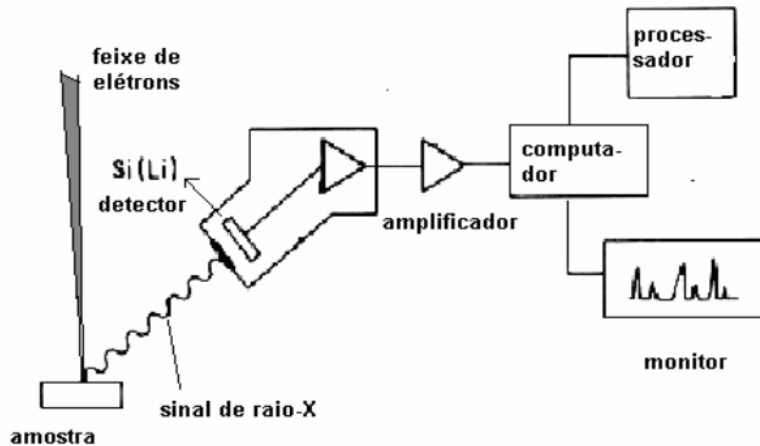 feixe de
elétrons
proces-
sador
computa-
dor
Si(Li)
detector
amplificador
monitor
sinal de raio-X
amostra